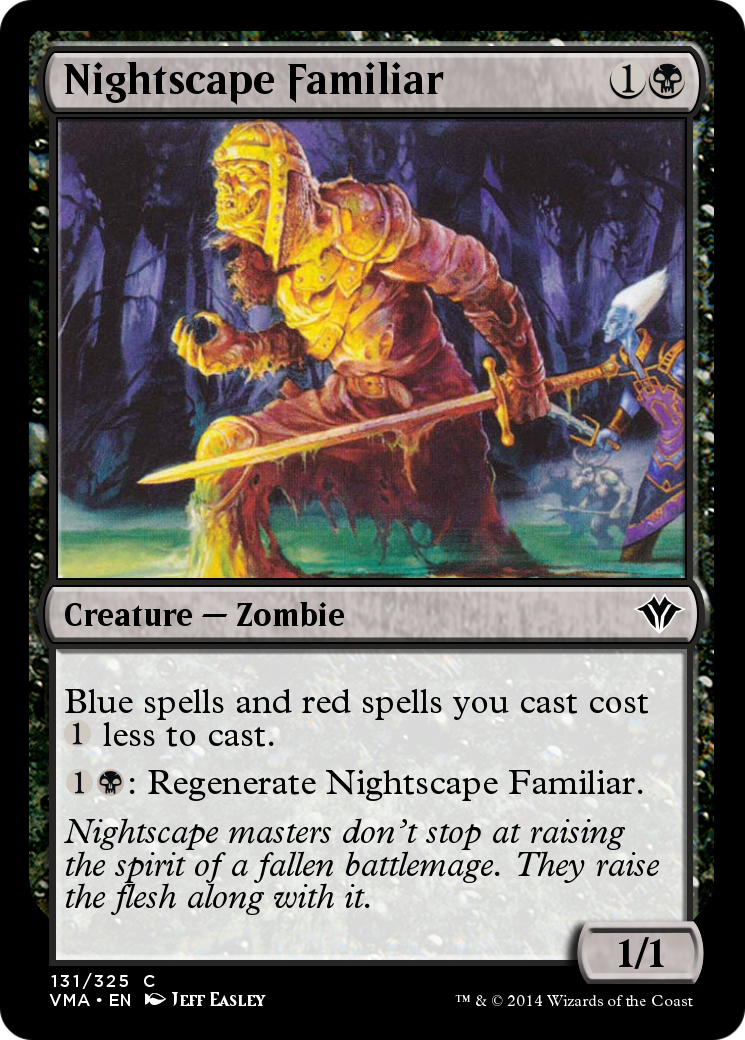 Nightscape Familiar 1
Creature — Zombie
Blue spells and red spells you cast cost
1 less to cast.
1 : Regenerate Nightscape Familiar.
Nightscape masters don't stop at raising
the spirit of a fallen battlemage. They raise
the flesh along with it.
1/1
131/325 C
VMA • EN JEFF EASLEY
™ & © 2014 Wizards of the Coast